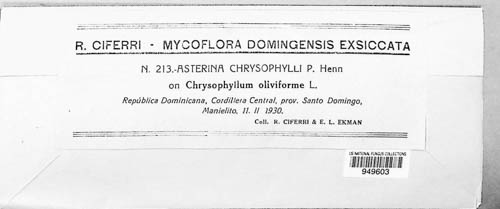 R. CIFERRI - MYCOFLORA DOMINGENSIS EXSICCATA
N. 213.-ASTERINA CHRYSOPHYLLI P. Henn
on Chrysophyllum oliviforme L.
República Dominicana, Cordillera Central, prov. Santo Domingo,
Manielito, 11. II 1930.
Coll. R. CIFERRI & E. L. EKMAN
US NATIONAL FUNGUS COLLECTIONS
949603